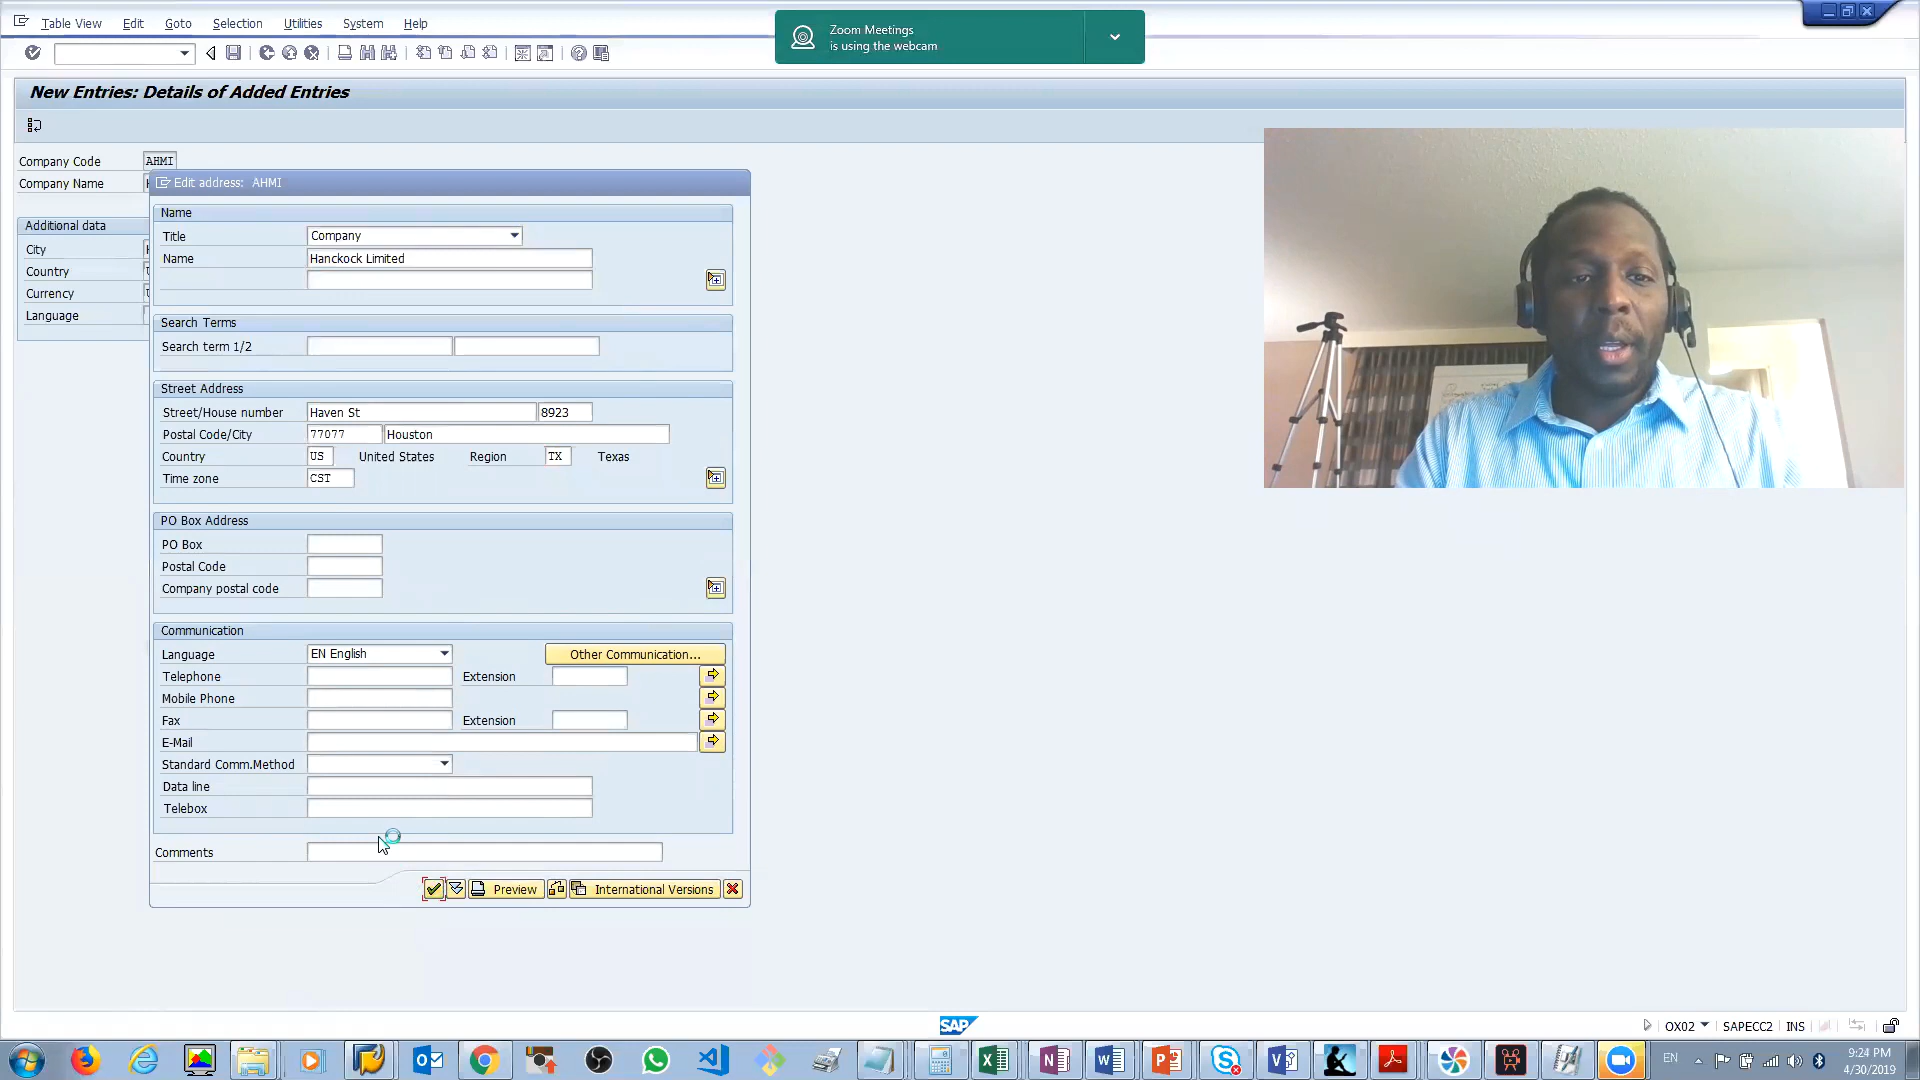 Table View Edit Goto Selection Utilities System Help
Zoom Meetings
is using the webcam
New Entries: Details of Added Entries
Company Code AHMI
Company Name
Edit address: AHMI
Additional data
City
Country
Currency
Language
Name
Title Company
Name Hanckock Limited
Search Terms
Search term 1/2
Street Address
Street/House number Haven St 8923
Postal Code/City 77077 Houston
Country US United States Region TX Texas
Time zone CST
PO Box Address
PO Box
Postal Code
Company postal code
Communication
Language EN English Other Communication...
Telephone Extension
Mobile Phone
Fax Extension
E-Mail
Standard Comm.Method
Data line
Telebox
Comments
Preview International Versions
SAP OX02 SAPECC2 INS
EN 9:24 PM
4/30/2019